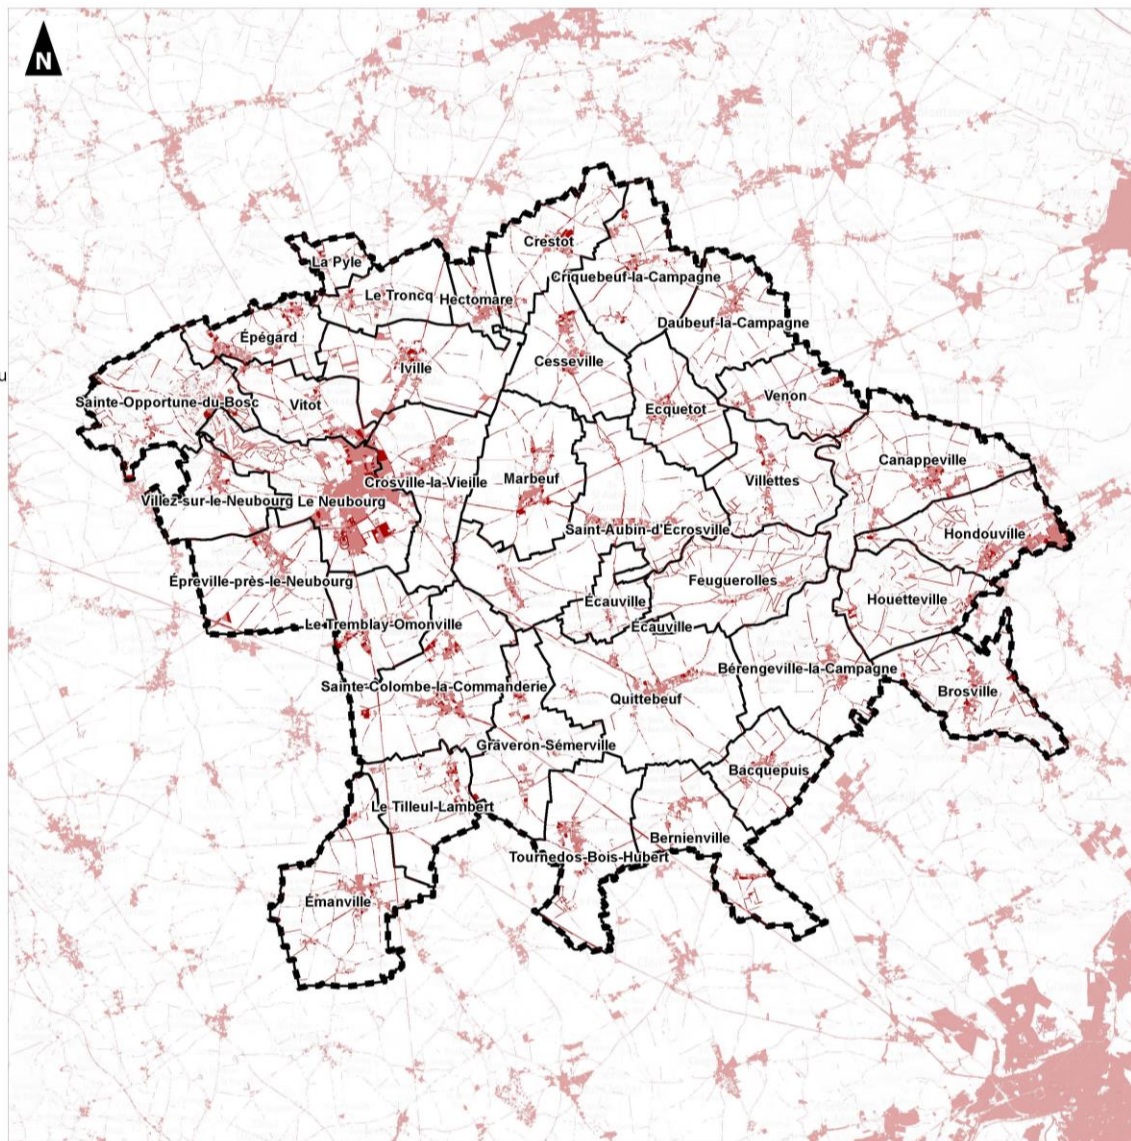 N
Crestot
La Pyle
Criquebeuf-la-Campagne
Le Troncq
Hectomare
Daubeuf-la-Campagne
Épégard
Cesseville
Iville
u
Venon
Sainte-Opportune-du-Bosc
Vitot
Ecquetot
Canappeville
Marbeuf
Villettes
Crosville-la-Vieille
Villez-sur-le-Neubourg
Le Neubourg
Saint-Aubin-d'Écrosville
Hondouville
Épreville-près-le-Neubourg
Feuguerolles
Écauville
Houetteville
Le Tremblay-Omonville
Écauville
Bérengeville-la-Campagne
Sainte-Colombe-la-Commanderie
Brosville
Quittebeuf
Graveron-Sémerville
Bacquepuis
Le Tilleul-Lambert
Bernienville
Tournedos-Bois-Hubert
Émanville